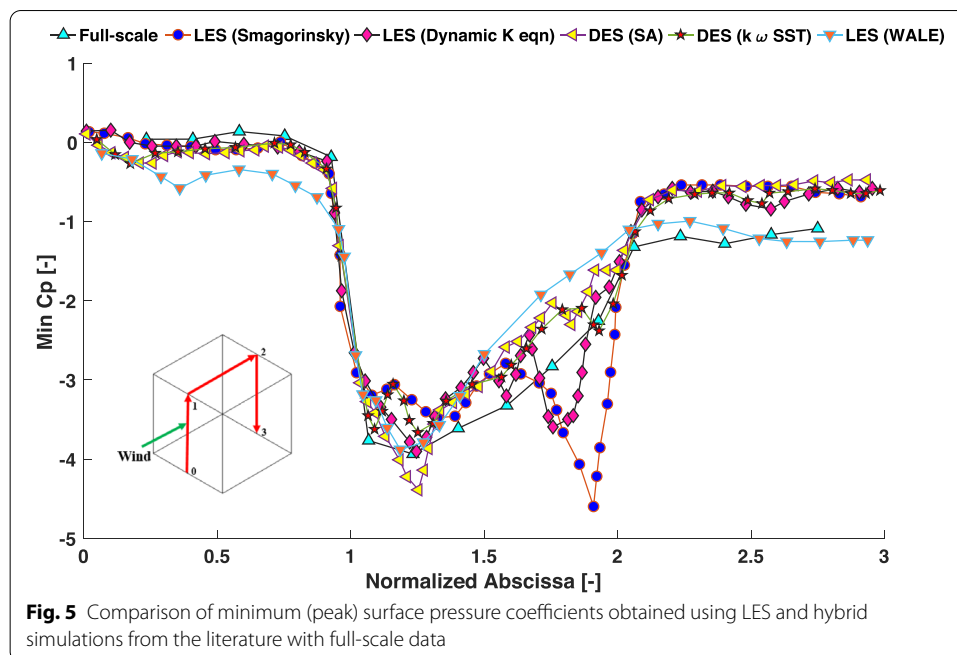 Full-scale LES (Smagorinsky) LES (Dynamic K eqn) DES (SA) DES (k ω SST) LES (WALE)
1
0
-1
-2
-3
-4
-5
Min Cp [-]
2
1
3
0
Wind
0 0.5 1 1.5 2 2.5 3
Normalized Abscissa [-]
Fig. 5 Comparison of minimum (peak) surface pressure coefficients obtained using LES and hybrid
simulations from the literature with full-scale data